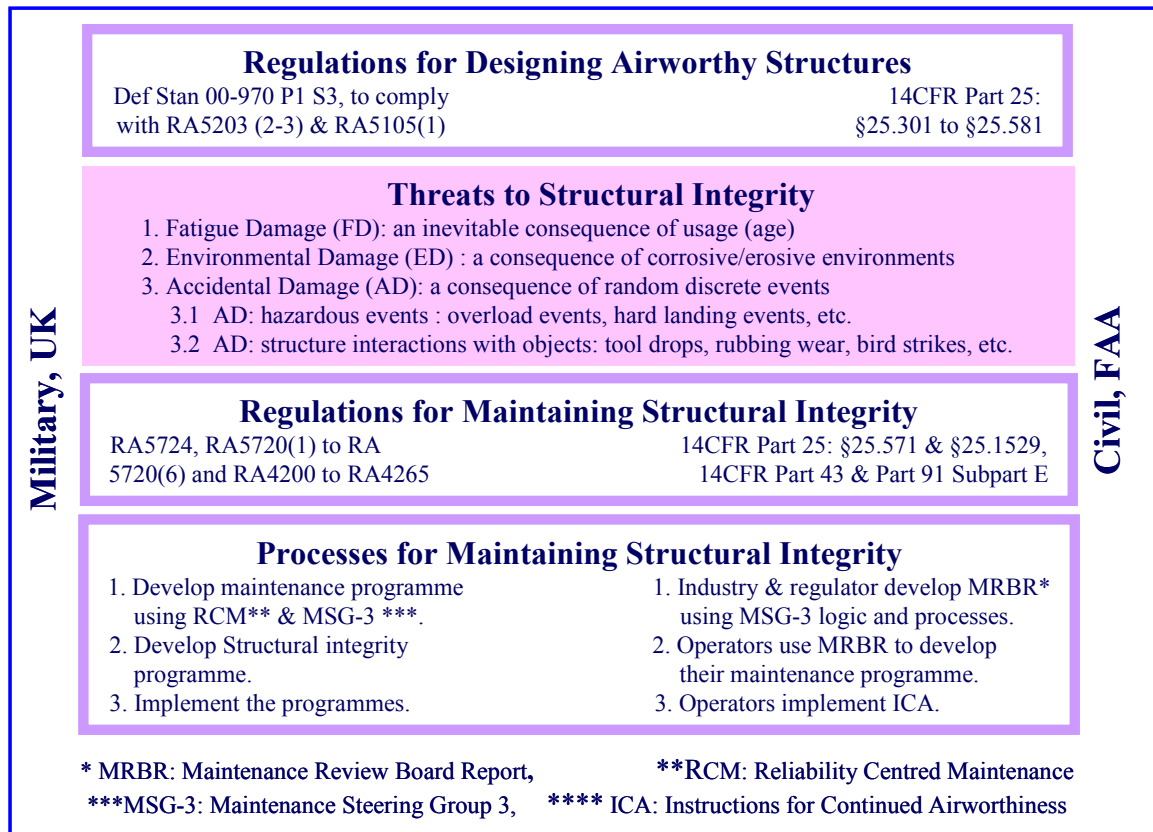 Regulations for Designing Airworthy Structures
Def Stan 00-970 P1 S3, to comply
with RA5203 (2-3) & RA5105(1)
14CFR Part 25:
§25.301 to §25.581
Threats to Structural Integrity
1. Fatigue Damage (FD): an inevitable consequence of usage (age)
2. Environmental Damage (ED) : a consequence of corrosive/erosive environments
3. Accidental Damage (AD): a consequence of random discrete events
3.1 AD: hazardous events : overload events, hard landing events, etc.
3.2 AD: structure interactions with objects: tool drops, rubbing wear, bird strikes, etc.
Military, UK
Civil, FAA
Regulations for Maintaining Structural Integrity
RA5724, RA5720(1) to RA
5720(6) and RA4200 to RA4265
14CFR Part 25: §25.571 & §25.1529,
14CFR Part 43 & Part 91 Subpart E
Processes for Maintaining Structural Integrity
1. Develop maintenance programme
using RCM** & MSG-3 ***.
2. Develop Structural integrity
programme.
3. Implement the programmes.
1. Industry & regulator develop MRBR*
using MSG-3 logic and processes.
2. Operators use MRBR to develop
their maintenance programme.
3. Operators implement ICA.
* MRBR: Maintenance Review Board Report,
**RCM: Reliability Centred Maintenance
***MSG-3: Maintenance Steering Group 3,
**** ICA: Instructions for Continued Airworthiness